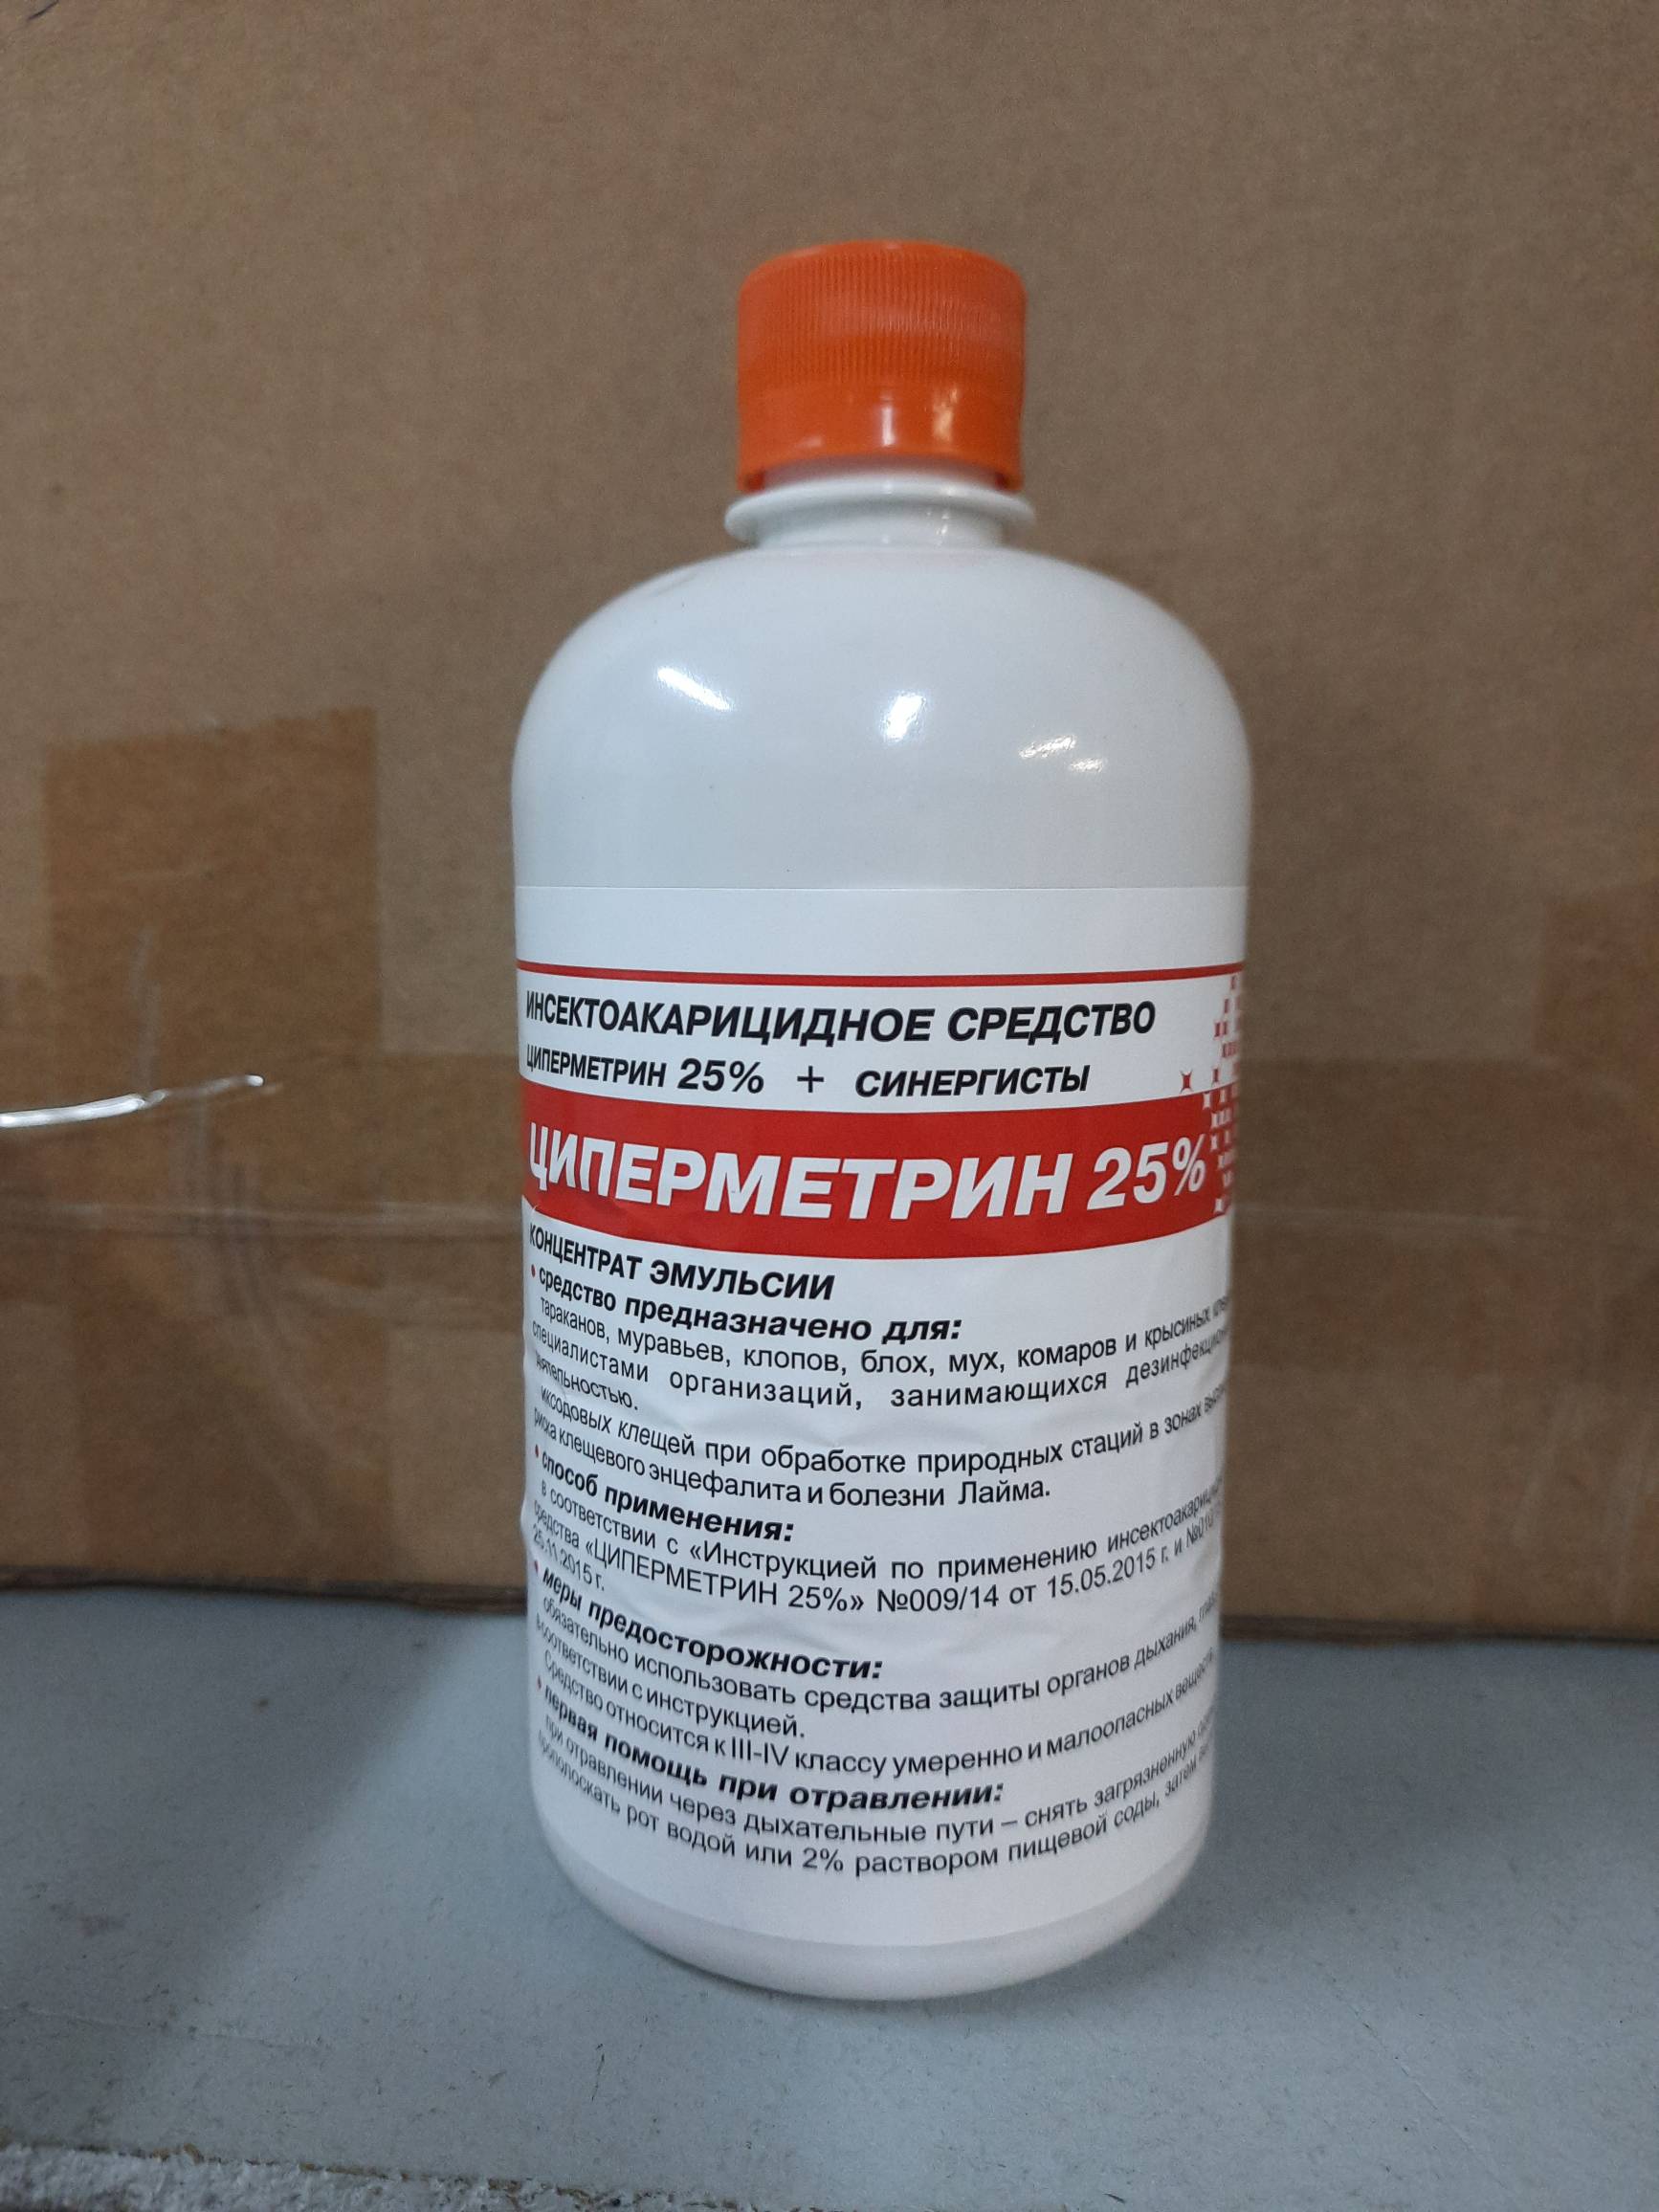 ИНСЕКТОАКАРИЦИДНОЕ СРЕДСТВО
ЦИПЕРМЕТРИН 25% + СИНЕРГИСТЫ
ЦИПЕРМЕТРИН 25%
КОНЦЕНТРАТ ЭМУЛЬСИИ
• средство предназначено для:
тараканов, муравьев, клопов, блох, мух, комаров и крысиных
специалистами организаций, занимающихся
деятельностью.
иксодовых клещей при обработке природных стаций в зонах
риска клещевого энцефалита и болезни Лайма.
• способ применения:
в соответствии с «Инструкцией по применению
средства «ЦИПЕРМЕТРИН 25%» №009/14 от 15.05.2015 г. и
25.11.2015 г.
• меры предосторожности:
обязательно использовать средства защиты органов дыхания,
в соответствии с инструкцией.
Средство относится к III-IV классу умеренно и малоопасных веществ.
• первая помощь при отравлении:
при отравлении через дыхательные пути – снять загрязненную
прополоскать рот водой или 2% раствором пищевой соды, затем